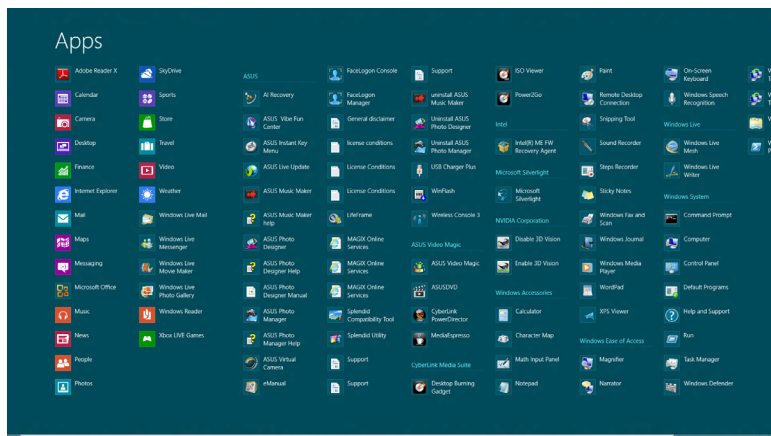 Apps
Adobe Reader X
Calendar
Camera
Desktop
Finance
Internet Explorer
Mail
Maps
Messaging
Microsoft Office
Music
News
People
Photos
SkyDrive
Sports
Store
Travel
Video
Weather
Windows Live Mail
Windows Live
Messenger
Windows Live
Movie Maker
Windows Live
Photo Gallery
Windows Reader
Xbox LIVE Games
ASUS
AI Recovery
ASUS Vibe Fun
Center
ASUS Instant Key
Menu
ASUS Live Update
ASUS Music Maker
ASUS Music Maker
help
ASUS Photo
Designer
ASUS Photo
Designer Help
ASUS Photo
Designer Manual
ASUS Photo
Manager
ASUS Photo
Manager Help
ASUS Virtual
Camera
eManual
FaceLogon Console
FaceLogon
Manager
General disclaimer
license conditions
License Conditions
License Conditions
LifeFrame
MAGIX Online
Services
MAGIX Online
Services
MAGIX Online
Services
Splendid
Compatibility Tool
Splendid Utility
Support
Support
Support
uninstall ASUS
Music Maker
Uninstall ASUS
Photo Designer
Uninstall ASUS
Photo Manager
USB Charger Plus
WinFlash
Wireless Console 3
ASUS Video Magic
ASUS Video Magic
ASUSDVD
CyberLink
PowerDirector
MediaEspresso
CyberLink Media Suite
Desktop Burning
Gadget
ISO Viewer
Power2Go
Intel
Intel(R) ME FW
Recovery Agent
Microsoft Silverlight
Microsoft
Silverlight
NVIDIA Corporation
Disable 3D Vision
Enable 3D Vision
Windows Accessories
Calculator
Character Map
Math Input Panel
Notepad
Paint
Remote Desktop
Connection
Snipping Tool
Sound Recorder
Steps Recorder
Sticky Notes
Windows Fax and
Scan
Windows Journal
Windows Media
Player
WordPad
XPS Viewer
Windows Ease of Access
Magnifier
Narrator
On-Screen
Keyboard
Windows Speech
Recognition
Windows Live
Windows Live
Mesh
Windows Live
Writer
Windows System
Command Prompt
Computer
Control Panel
Default Programs
Help and Support
Run
Task Manager
Windows Defender